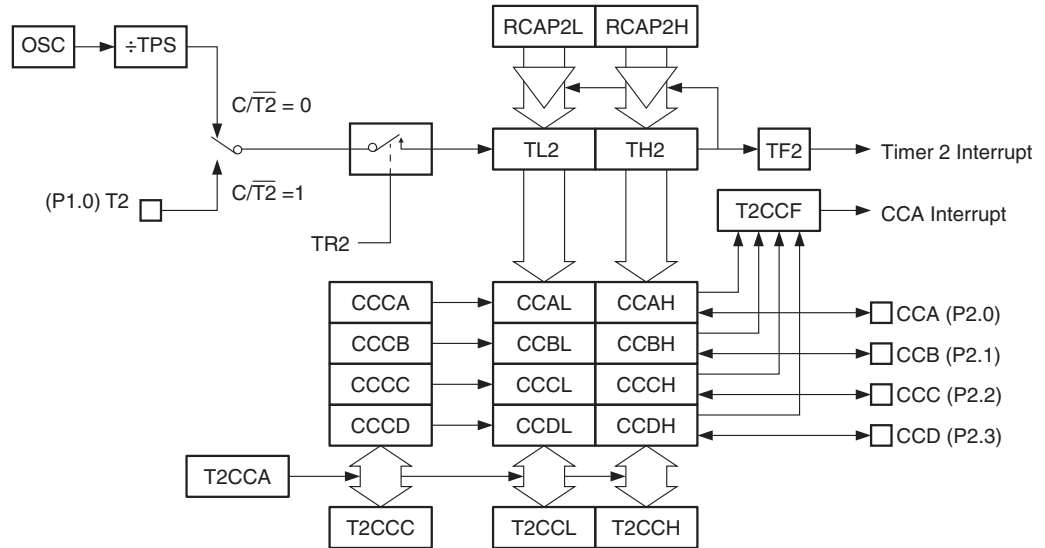 RCAP2L RCAP2H
OSC ÷TPS
C/T2̅ = 0
TL2 TH2 TF2 Timer 2 Interrupt
C/T2̅ =1
(P1.0) T2
T2CCF CCA Interrupt
TR2
CCCA CCAL CCAH CCA (P2.0)
CCCB CCBL CCBH CCB (P2.1)
CCCC CCCL CCCH CCC (P2.2)
CCCD CCDL CCDH CCD (P2.3)
T2CCA
T2CCC T2CCL T2CCH